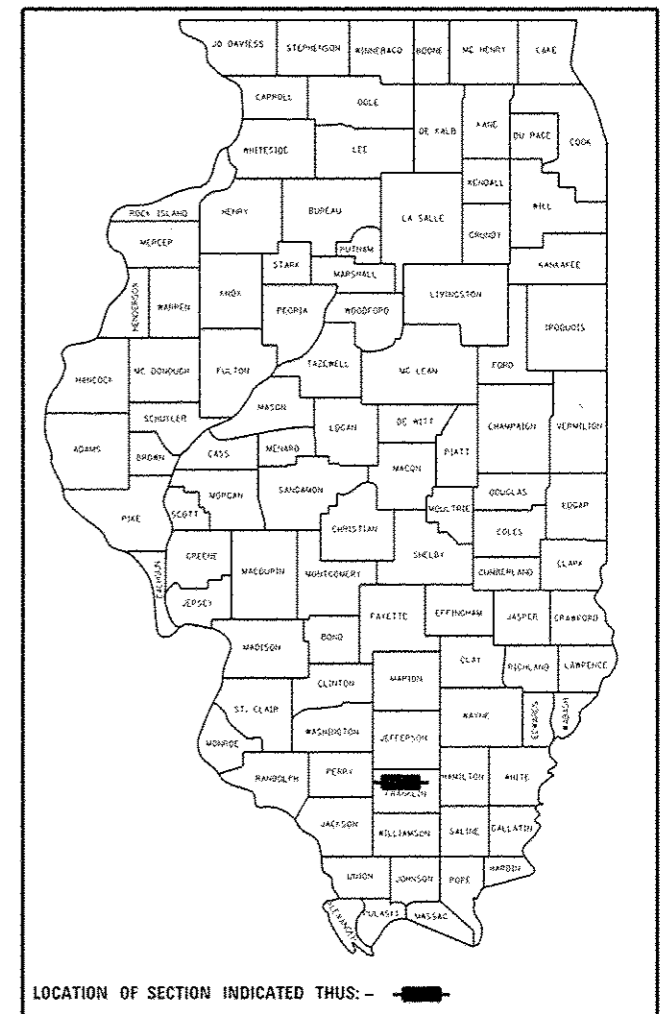 JO DAVIESS STEPHENSON WINNEBAGO BOONE MC HENRY LAKE
CARROLL OGLE DE KALB KANE DU PAGE COOK
WHITESIDE LEE
KENDALL WILL
ROCK ISLAND HENRY BUREAU LA SALLE GRUNDY
MERCER PUTNAM
STARK MARSHALL KANKAKEE
HENDERSON WARREN KNOX PEORIA WOODFORD LIVINGSTON
IROQUOIS
HANCOCK MC DONOUGH FULTON TAZEWELL MC LEAN FORD
MASON
SCHUYLER LOGAN DE WITT CHAMPAIGN VERMILION
ADAMS BROWN CASS MENARD MACON PIATT
MORGAN SANGAMON DOUGLAS
PIKE SCOTT CHRISTIAN MOULTRIE EDGAR
COLES
GREENE SHELBY
CALHOUN MACOUPIN MONTGOMERY CUMBERLAND CLARK
JERSEY
FAYETTE EFFINGHAM JASPER CRAWFORD
MADISON BOND
CLAY RICHLAND LAWRENCE
CLINTON MARION
ST. CLAIR WAYNE EDWARDS WABASH
WASHINGTON JEFFERSON
MONROE
RANDOLPH PERRY HAMILTON WHITE
FRANKLIN
JACKSON WILLIAMSON SALINE GALLATIN
UNION JOHNSON POPE HARDIN
ALEXANDER PULASKI MASSAC
LOCATION OF SECTION INDICATED THUS: -